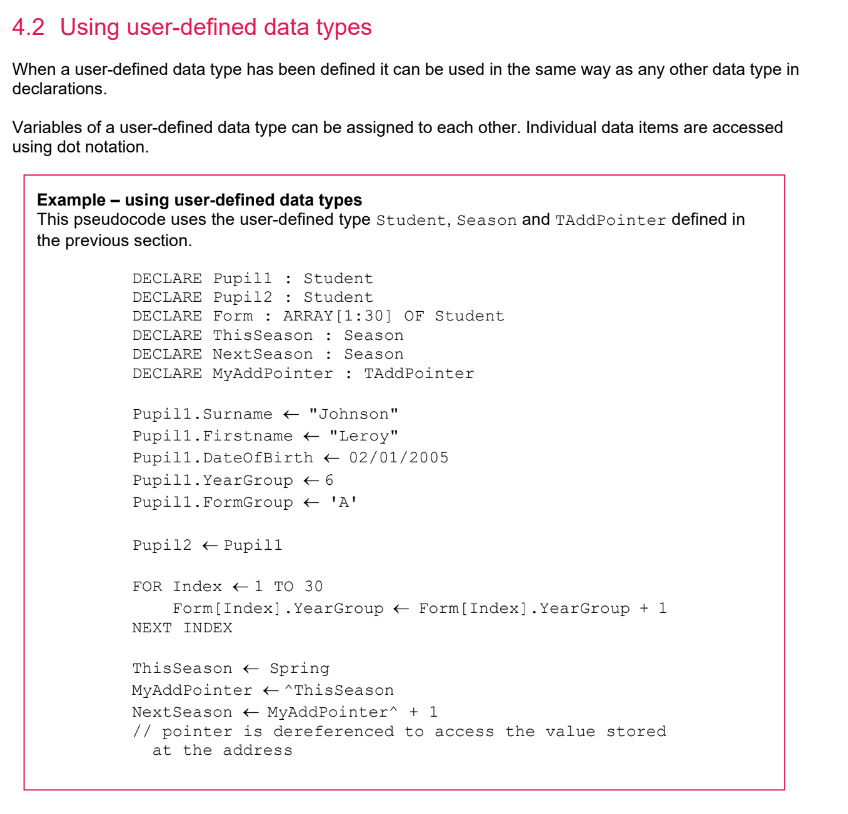 4.2 Using user-defined data types
When a user-defined data type has been defined it can be used in the same way as any other data type in
declarations.
Variables of a user-defined data type can be assigned to each other. Individual data items are accessed
using dot notation.
Example – using user-defined data types
This pseudocode uses the user-defined type Student, Season and TAddPointer defined in
the previous section.
DECLARE Pupil1 : Student
DECLARE Pupil2 : Student
DECLARE Form : ARRAY[1:30] OF Student
DECLARE ThisSeason : Season
DECLARE NextSeason : Season
DECLARE MyAddPointer : TAddPointer
Pupil1.Surname ← "Johnson"
Pupil1.Firstname ← "Leroy"
Pupil1.DateOfBirth ← 02/01/2005
Pupil1.YearGroup ← 6
Pupil1.FormGroup ← 'A'
Pupil2 ← Pupil1
FOR Index ← 1 TO 30
    Form[Index].YearGroup ← Form[Index].YearGroup + 1
NEXT INDEX
ThisSeason ← Spring
MyAddPointer ← ^ThisSeason
NextSeason ← MyAddPointer^ + 1
// pointer is dereferenced to access the value stored
  at the address